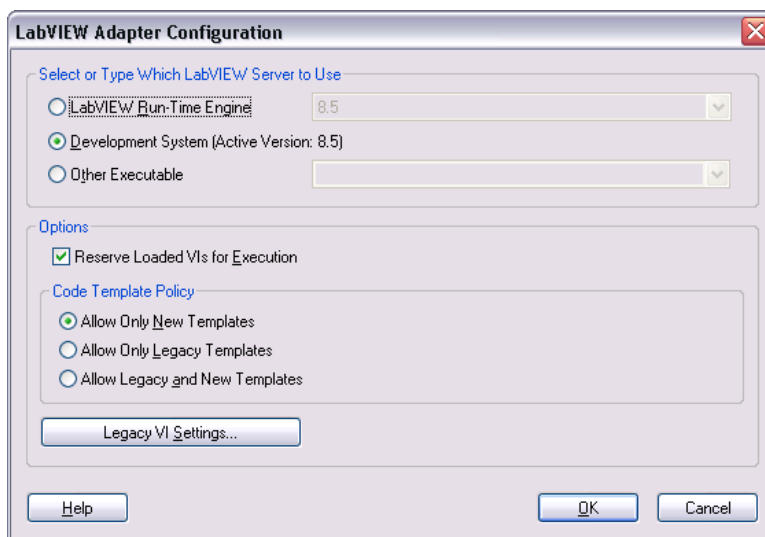 LabVIEW Adapter Configuration
Select or Type Which LabVIEW Server to Use
LabVIEW Run-Time Engine 8.5
Development System (Active Version: 8.5)
Other Executable
Options
Reserve Loaded VIs for Execution
Code Template Policy
Allow Only New Templates
Allow Only Legacy Templates
Allow Legacy and New Templates
Legacy VI Settings...
Help OK Cancel